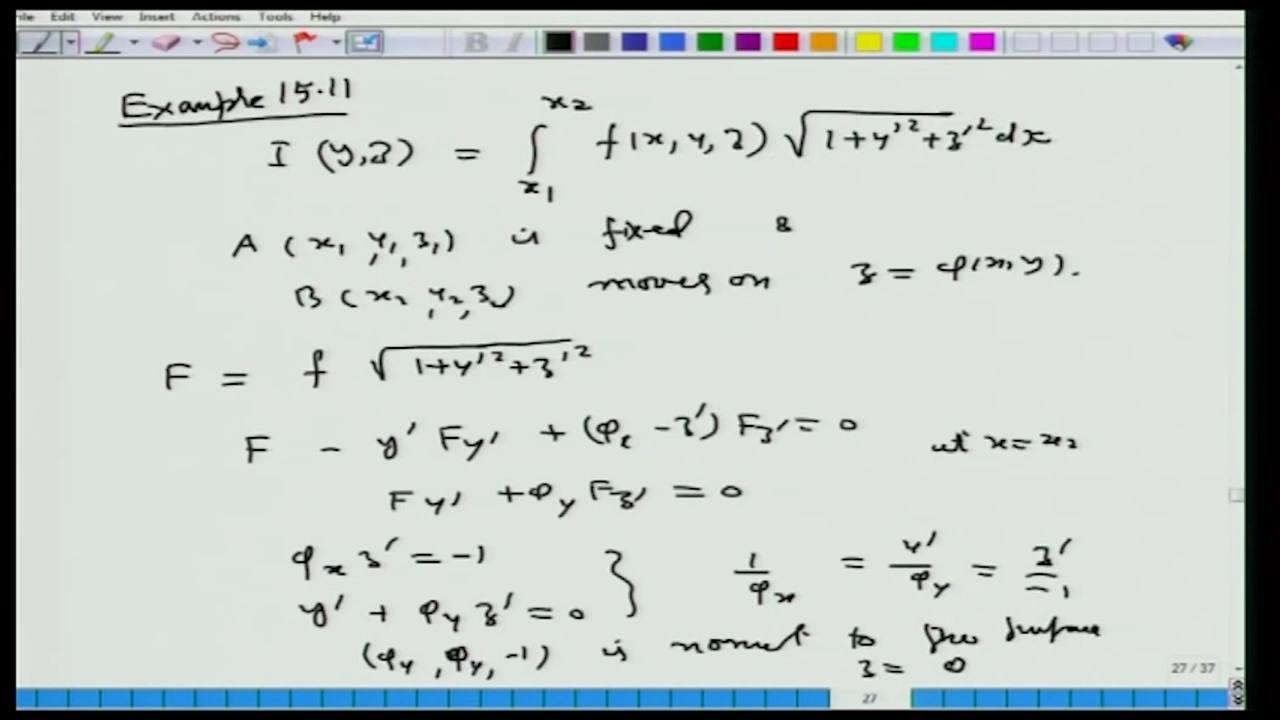 File Edit View Insert Actions Tools Help
B I
Example 15.11
I (y,z) = ∫_{x1}^{x2} f(x, y, z) √(1+y'²+z'²) dx
A (x1, y1, z1) is fixed &
B (x2, y2, z2) moves on z = φ(x, y).
F = f √(1+y'²+z'²)
F - y' Fy' + (φx - z') Fz' = 0 at x = x2
Fy' + φy Fz' = 0
φx z' = -1
y' + φy z' = 0 } 1/φx = y'/φy = z'/-1
(φy, φy, -1) is normal to the surface
z = φ
27 / 37
27